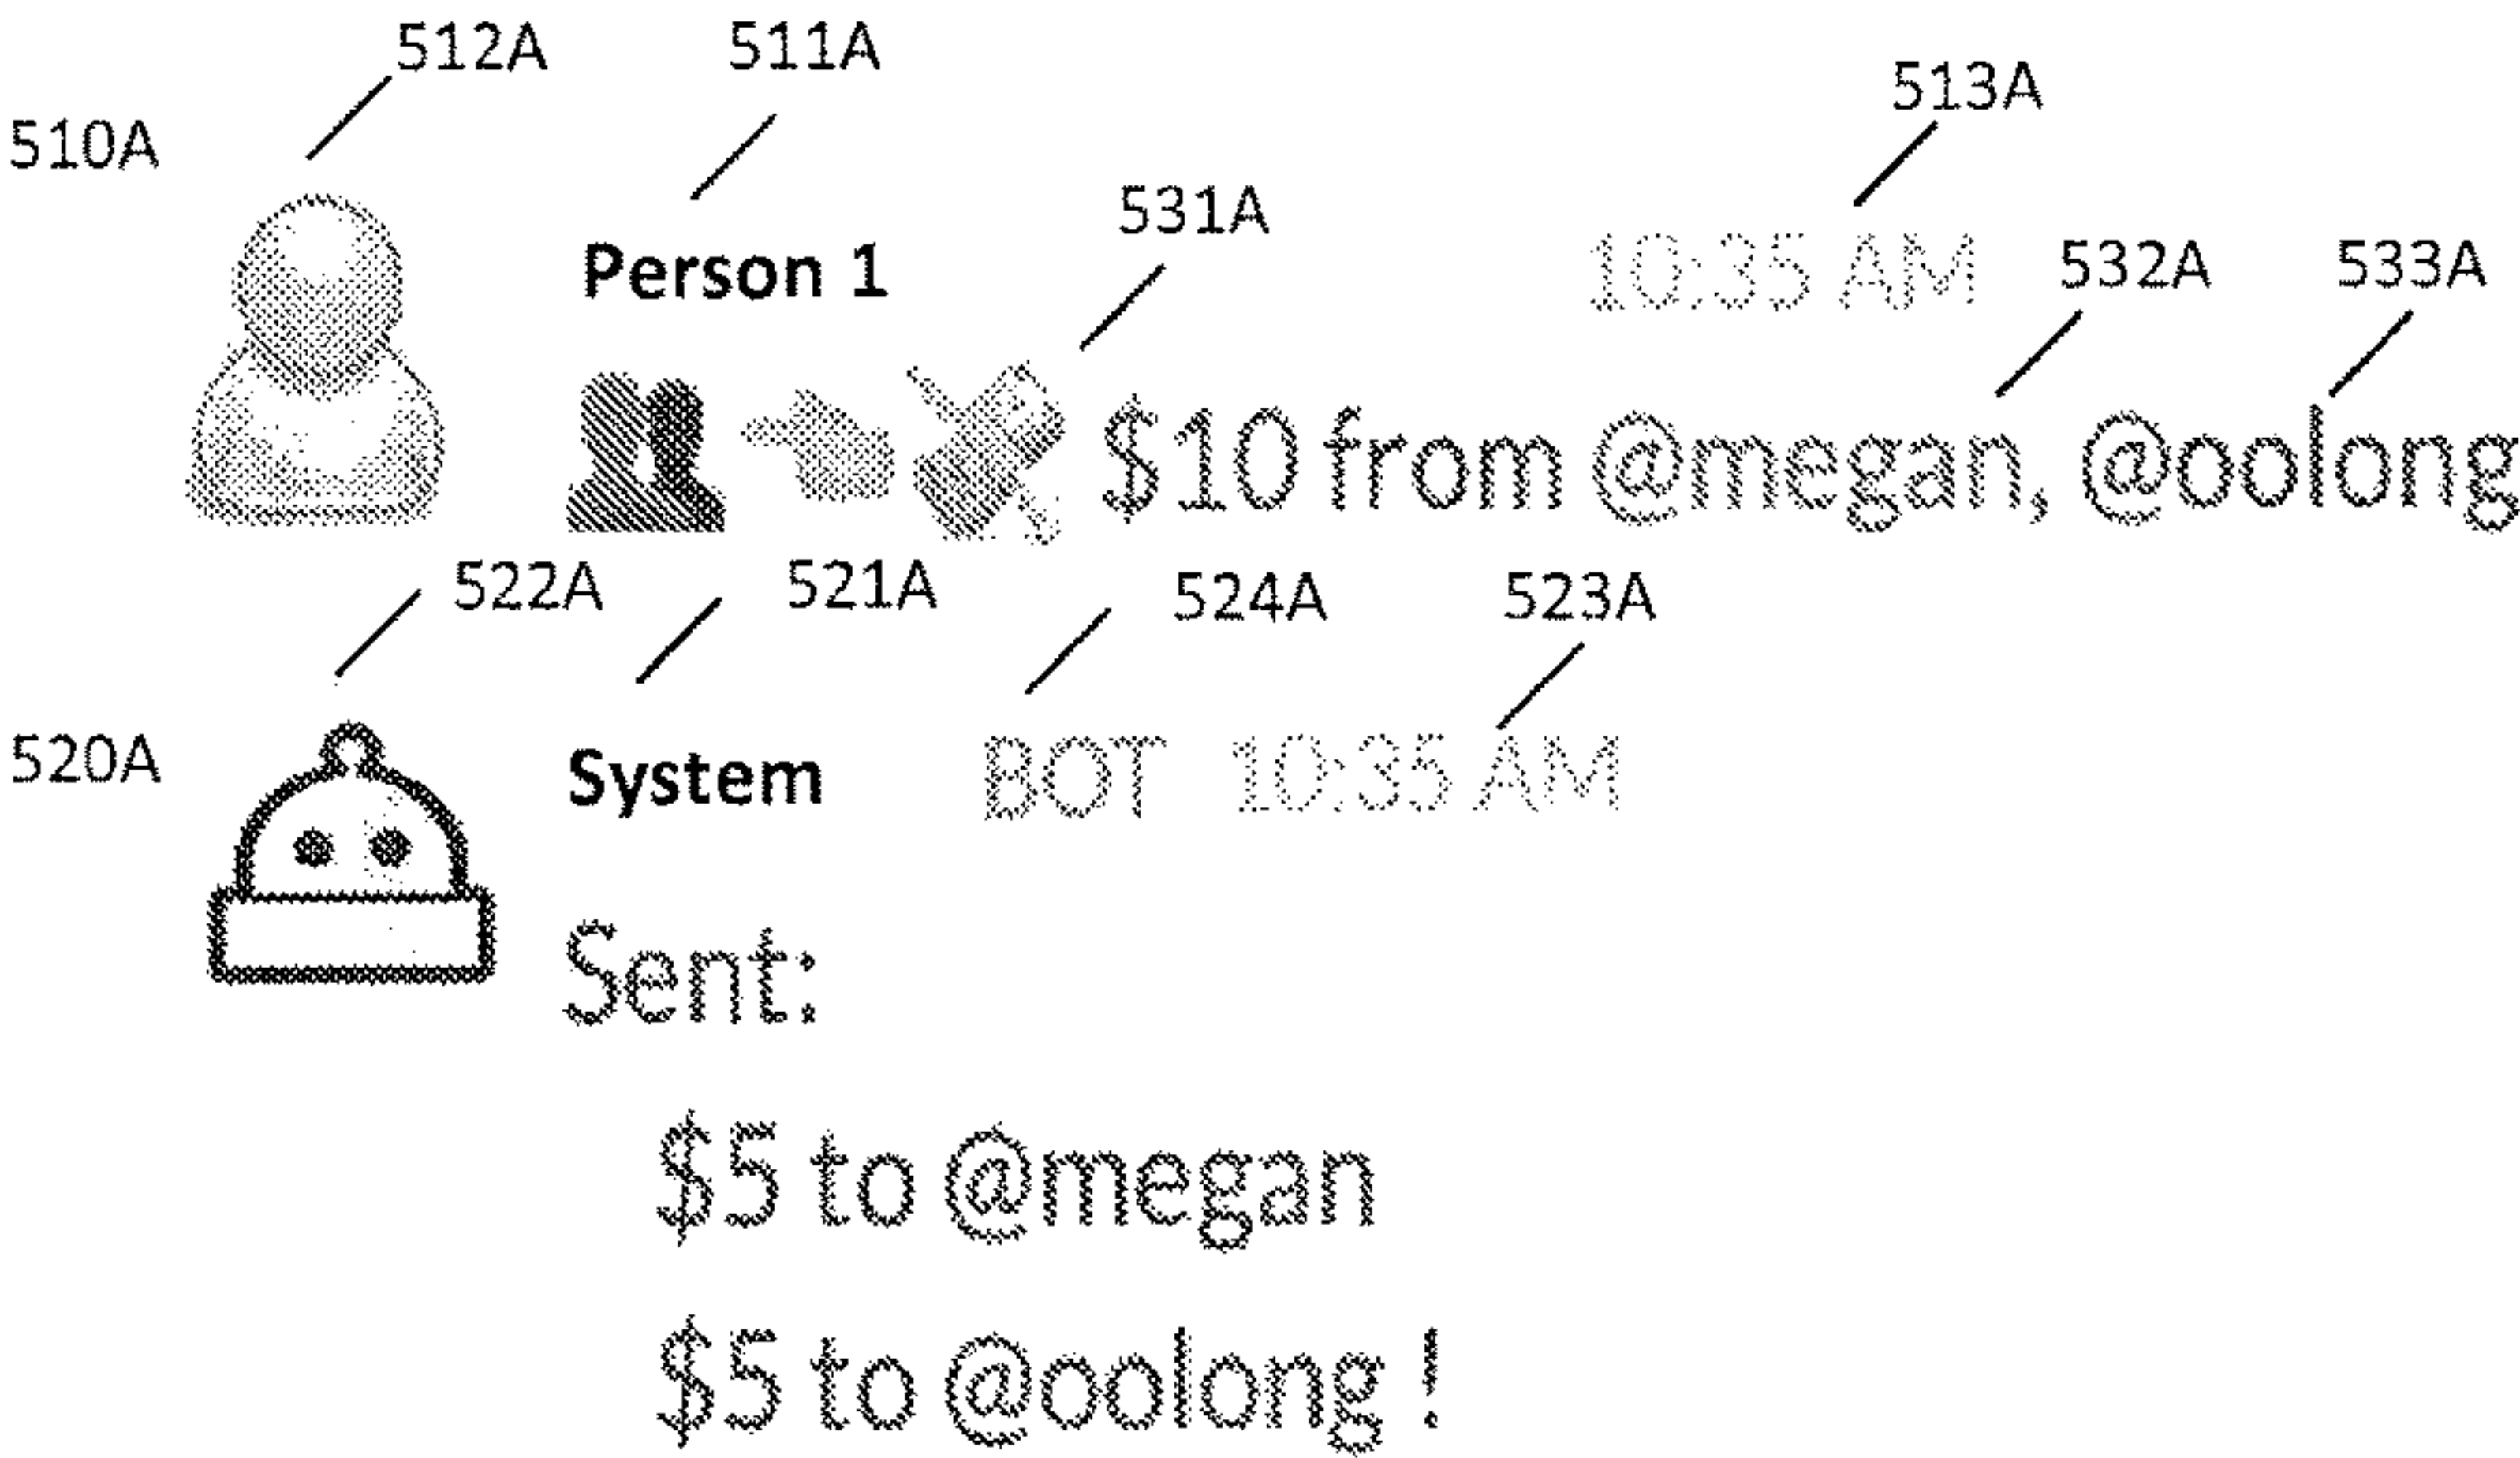 512A 511A
513A
510A
531A
Person 1 10:35 AM 532A 533A
$10 from @megan, @oolong
522A 521A 524A 523A
520A System BOT 10:35 AM
Sent:
$5 to @megan
$5 to @oolong !